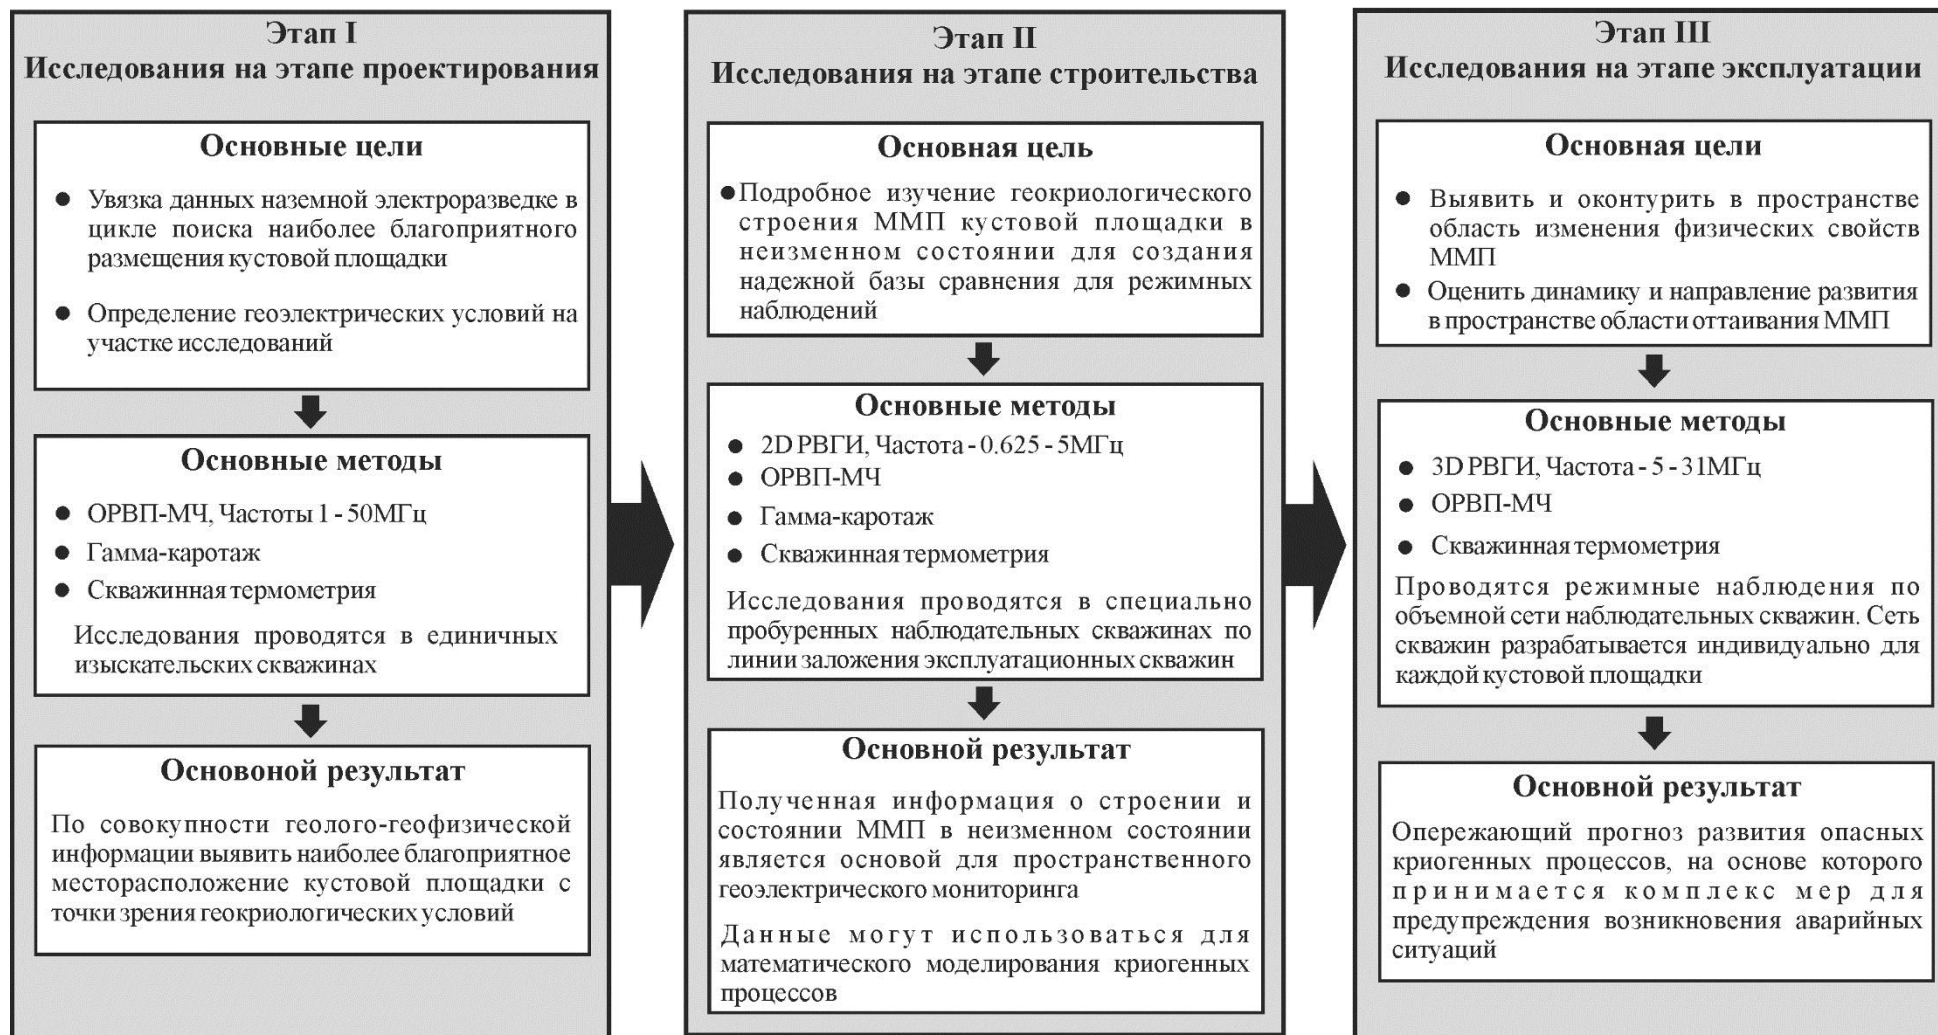 Этап I
Исследования на этапе проектирования
Основные цели
● Увязка данных наземной электроразведке в
цикле поиска наиболее благоприятного
размещения кустовой площадки
● Определение геоэлектрических условий на
участке исследований
Основные методы
● ОРВП-МЧ, Частоты 1 - 50МГц
● Гамма-каротаж
● Скважинная термометрия
Исследования проводятся в единичных
изыскательских скважинах
Основоной результат
По совокупности геолого-геофизической
информации выявить наиболее благоприятное
месторасположение кустовой площадки с
точки зрения геокриологических условий
Этап II
Исследования на этапе строительства
Основная цель
● Подробное изучение геокриологического
строения ММП кустовой площадки в
неизменном состоянии для создания
надежной базы сравнения для режимных
наблюдений
Основные методы
● 2D РВГИ, Частота - 0.625 - 5МГц
● ОРВП-МЧ
● Гамма-каротаж
● Скважинная термометрия
Исследования проводятся в специально
пробуренных наблюдательных скважинах по
линии заложения эксплуатационных скважин
Основной результат
Полученная информация о строении и
состоянии ММП в неизменном состоянии
является основой для пространственного
геоэлектрического мониторинга
Данные могут использоваться для
математического моделирования криогенных
процессов
Этап III
Исследования на этапе эксплуатации
Основная цели
● Выявить и оконтурить в пространстве
область изменения физических свойств
ММП
● Оценить динамику и направление развития
в пространстве области оттаивания ММП
Основные методы
● 3D РВГИ, Частота - 5 - 31МГц
● ОРВП-МЧ
● Скважинная термометрия
Проводятся режимные наблюдения по
объемной сети наблюдательных скважин. Сеть
скважин разрабатывается индивидуально для
каждой кустовой площадки
Основной результат
Опережающий прогноз развития опасных
криогенных процессов, на основе которого
принимается комплекс мер для
предупреждения возникновения аварийных
ситуаций